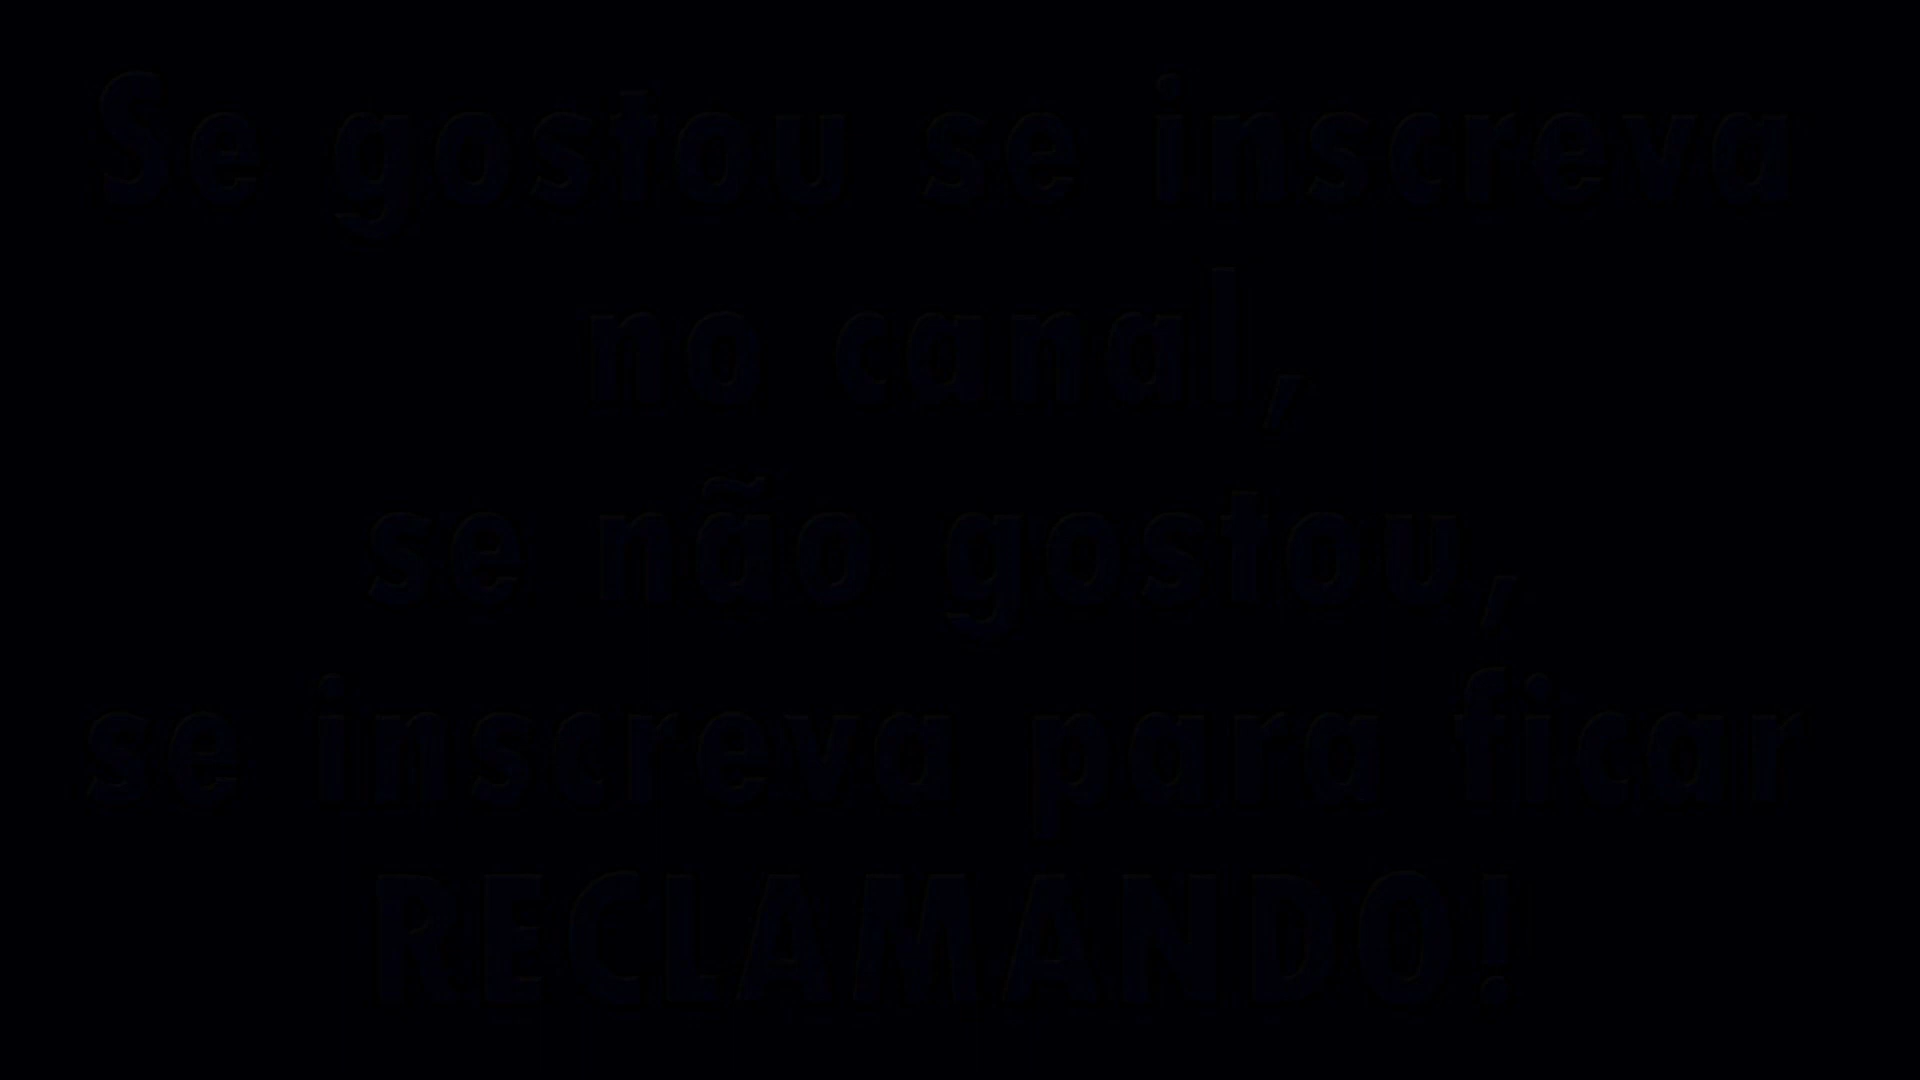 Se gostou se inscreva
no canal,
se não gostou,
se inscreva para ficar
RECLAMANDO!